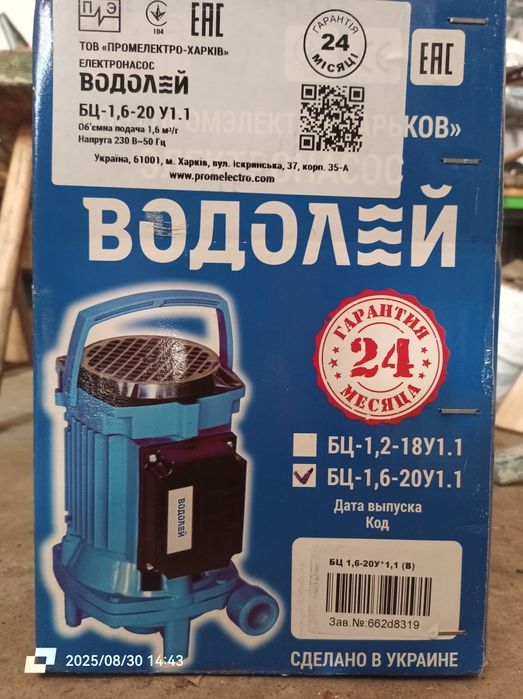 ПЭ
184
EAC
ТОВ «ПРОМЕЛЕКТРО-ХАРКІВ»
ЕЛЕКТРОНАСОС
ВОДОЛЕЙ
БЦ-1,6-20 У1.1
Об'ємна подача 1,6 м³/г
Напруга 230 В~50 Гц
ГАРАНТІЯ
24
МІСЯЦІ
Україна, 61001, м. Харків, вул. Іскринська, 37, корп. 35-А
www.promelectro.com
EAC
ВОДОЛЕЙ
ГАРАНТИЯ
24
МЕСЯЦА
ВОДОЛЕЙ
БЦ-1,2-18У1.1
БЦ-1,6-20У1.1
Дата выпуска
Код
БЦ 1,6-20У*1,1 (В)
Зав.№:662d8319
СДЕЛАНО В УКРАИНЕ
2025/08/30 14:43